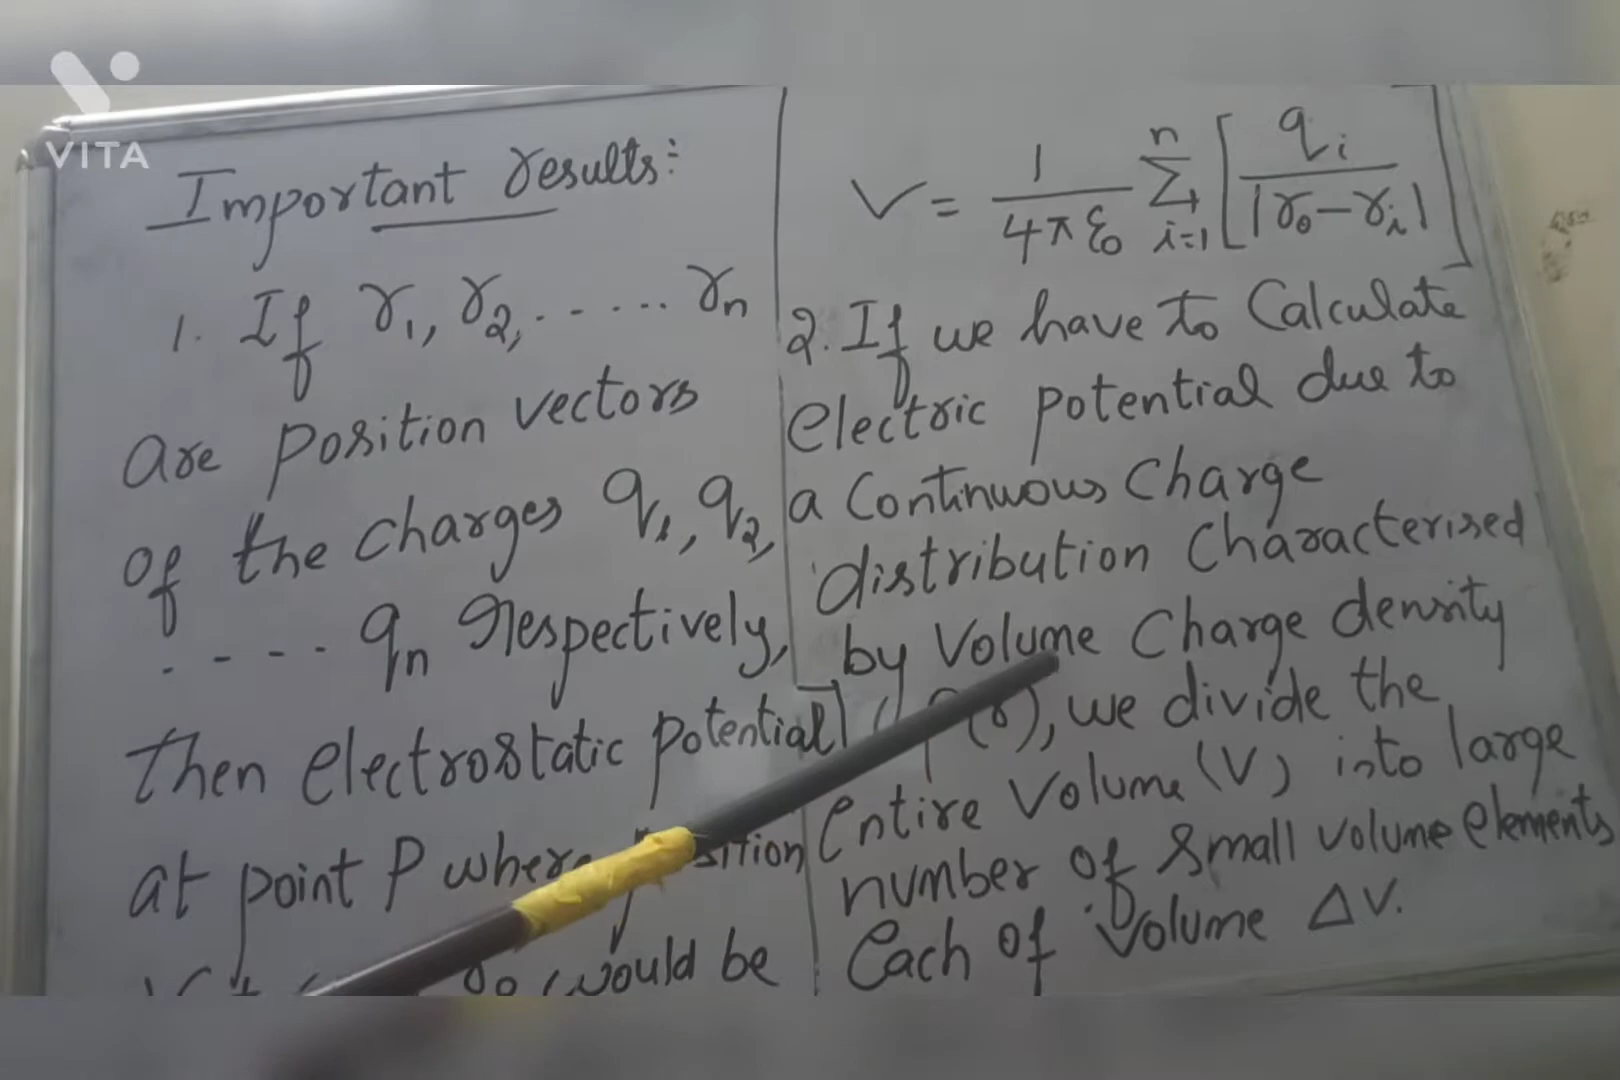 VITA
Important results:
1. If r₁, r₂, ...... rₙ
are position vectors
of the charges q₁, q₂,
..... qₙ respectively,
then electrostatic potential
at point P where
r₀ would be
V = 1/4πε₀ Σⁿᵢ₌₁ [qᵢ/|r₀-rᵢ|]
2. If we have to Calculate
electric potential due to
a Continuous Charge
distribution Characterised
by Volume Charge density
(r), we divide the
entire Volume (V) into large
number of small volume elements
each of Volume ΔV.